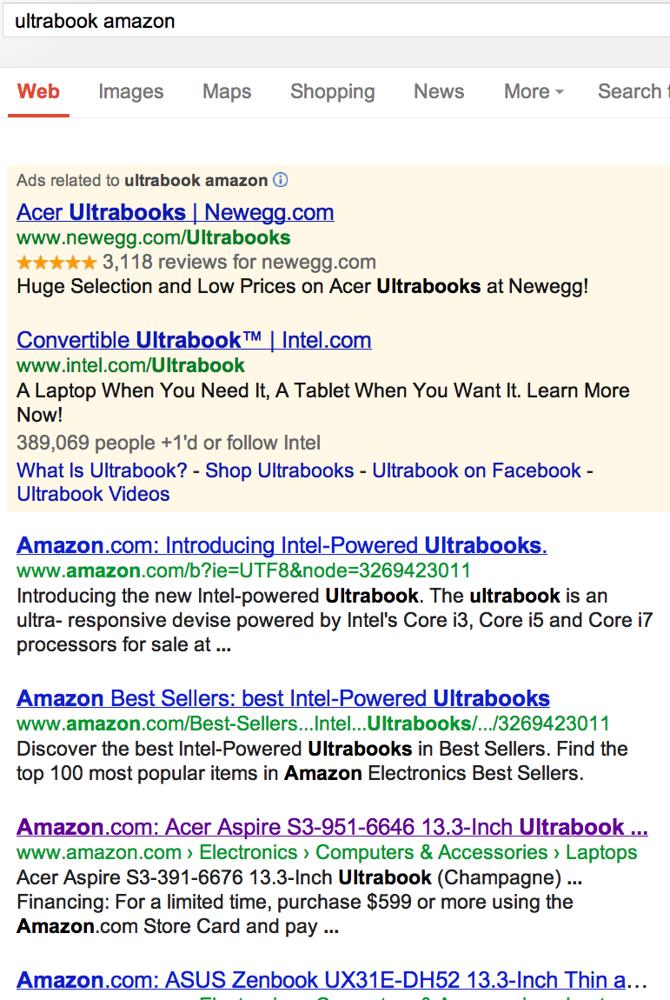 ultrabook amazon
Web Images Maps Shopping News More Search
Ads related to ultrabook amazon
Acer Ultrabooks | Newegg.com
www.newegg.com/Ultrabooks
★★★★★ 3,118 reviews for newegg.com
Huge Selection and Low Prices on Acer Ultrabooks at Newegg!
Convertible Ultrabook™ | Intel.com
www.intel.com/Ultrabook
A Laptop When You Need It, A Tablet When You Want It. Learn More
Now!
389,069 people +1'd or follow Intel
What Is Ultrabook? - Shop Ultrabooks - Ultrabook on Facebook -
Ultrabook Videos
Amazon.com: Introducing Intel-Powered Ultrabooks.
www.amazon.com/b?ie=UTF8&node=3269423011
Introducing the new Intel-powered Ultrabook. The ultrabook is an
ultra- responsive devise powered by Intel's Core i3, Core i5 and Core i7
processors for sale at ...
Amazon Best Sellers: best Intel-Powered Ultrabooks
www.amazon.com/Best-Sellers...Intel...Ultrabooks/.../3269423011
Discover the best Intel-Powered Ultrabooks in Best Sellers. Find the
top 100 most popular items in Amazon Electronics Best Sellers.
Amazon.com: Acer Aspire S3-951-6646 13.3-Inch Ultrabook ...
www.amazon.com › Electronics › Computers & Accessories › Laptops
Acer Aspire S3-391-6676 13.3-Inch Ultrabook (Champagne) ...
Financing: For a limited time, purchase $599 or more using the
Amazon.com Store Card and pay ...
Amazon.com: ASUS Zenbook UX31E-DH52 13.3-Inch Thin a...